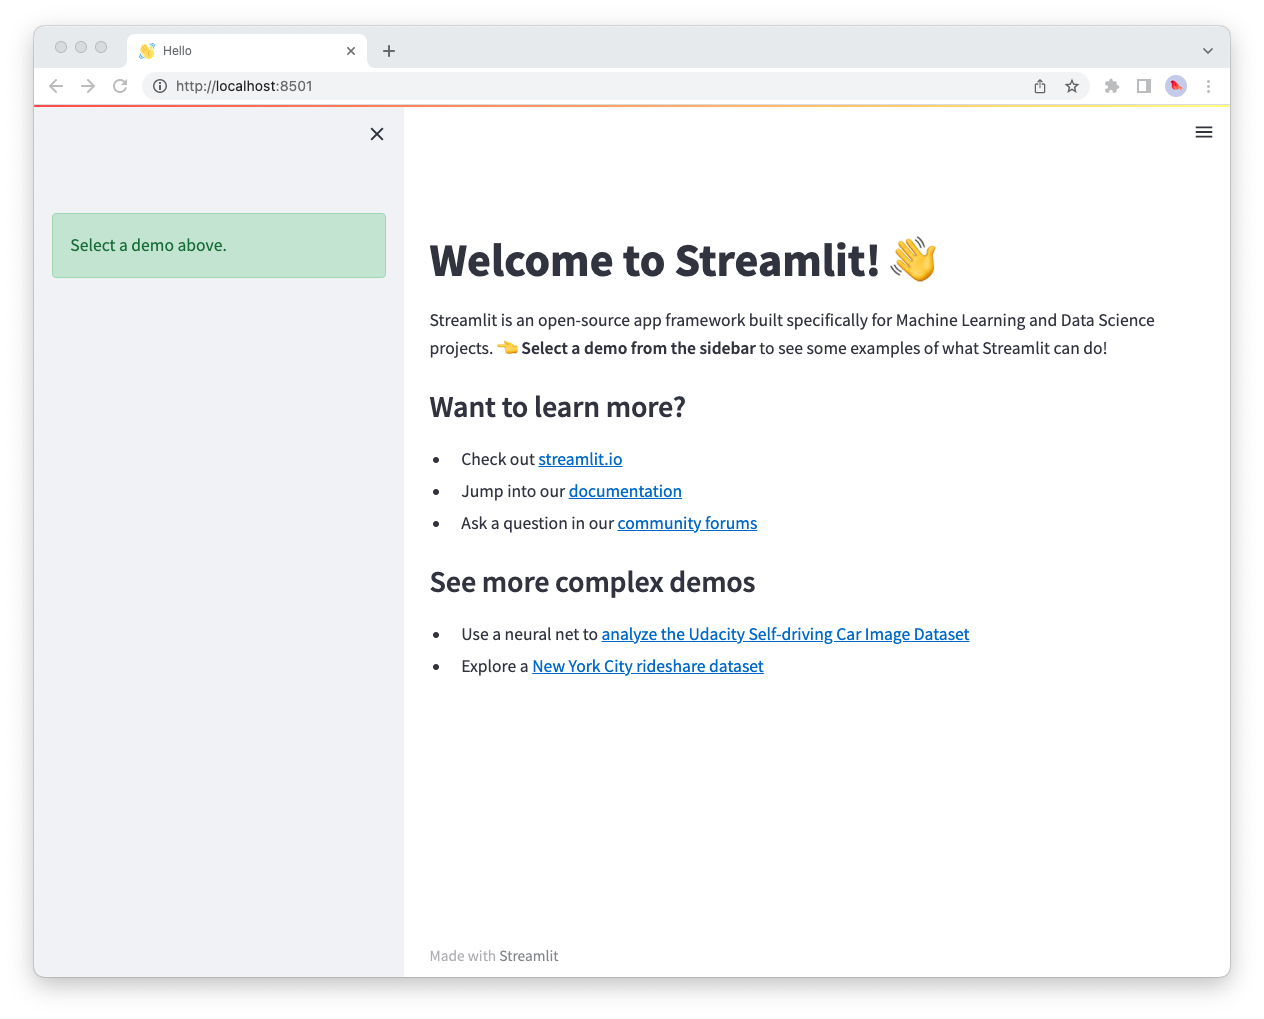 Hello
http://localhost:8501
Select a demo above.
Welcome to Streamlit! 👋
Streamlit is an open-source app framework built specifically for Machine Learning and Data Science
projects. 👈 Select a demo from the sidebar to see some examples of what Streamlit can do!
Want to learn more?
• Check out streamlit.io
• Jump into our documentation
• Ask a question in our community forums
See more complex demos
• Use a neural net to analyze the Udacity Self-driving Car Image Dataset
• Explore a New York City rideshare dataset
Made with Streamlit